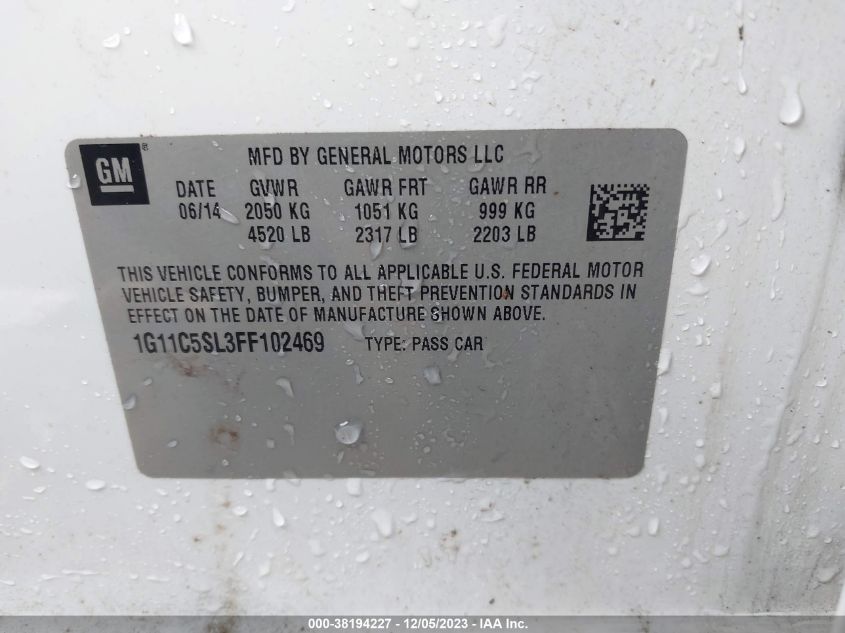 GM ®
MFD BY GENERAL MOTORS LLC
DATE GVWR GAWR FRT GAWR RR
06/14 2050 KG 1051 KG 999 KG
4520 LB 2317 LB 2203 LB
THIS VEHICLE CONFORMS TO ALL APPLICABLE U.S. FEDERAL MOTOR
VEHICLE SAFETY, BUMPER, AND THEFT PREVENTION STANDARDS IN
EFFECT ON THE DATE OF MANUFACTURE SHOWN ABOVE.
1G11C5SL3FF102469 TYPE: PASS CAR
000-38194227 - 12/05/2023 - IAA Inc.